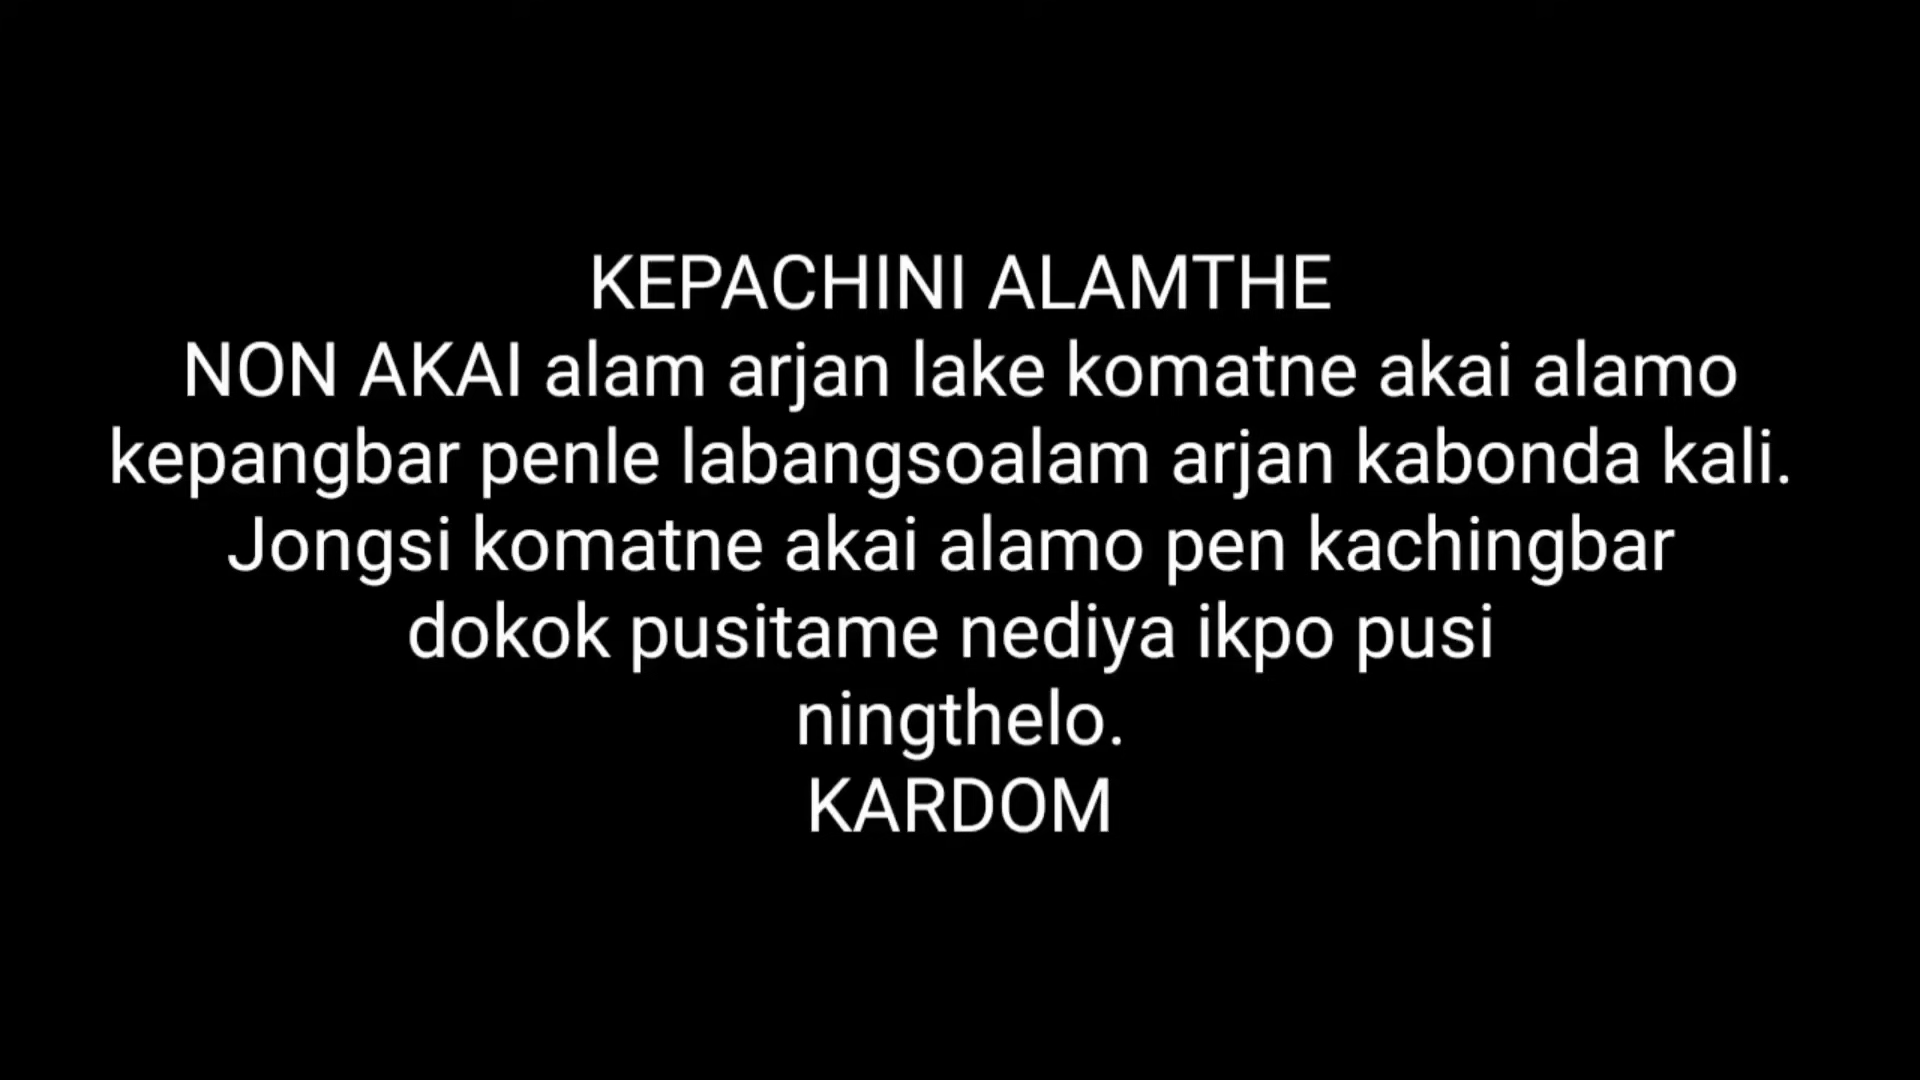 KEPACHINI ALAMTHE
NON AKAI alam arjan lake komatne akai alamo
kepangbar penle labangsoalam arjan kabonda kali.
Jongsi komatne akai alamo pen kachingbar
dokok pusitame nediya ikpo pusi
ningthelo.
KARDOM